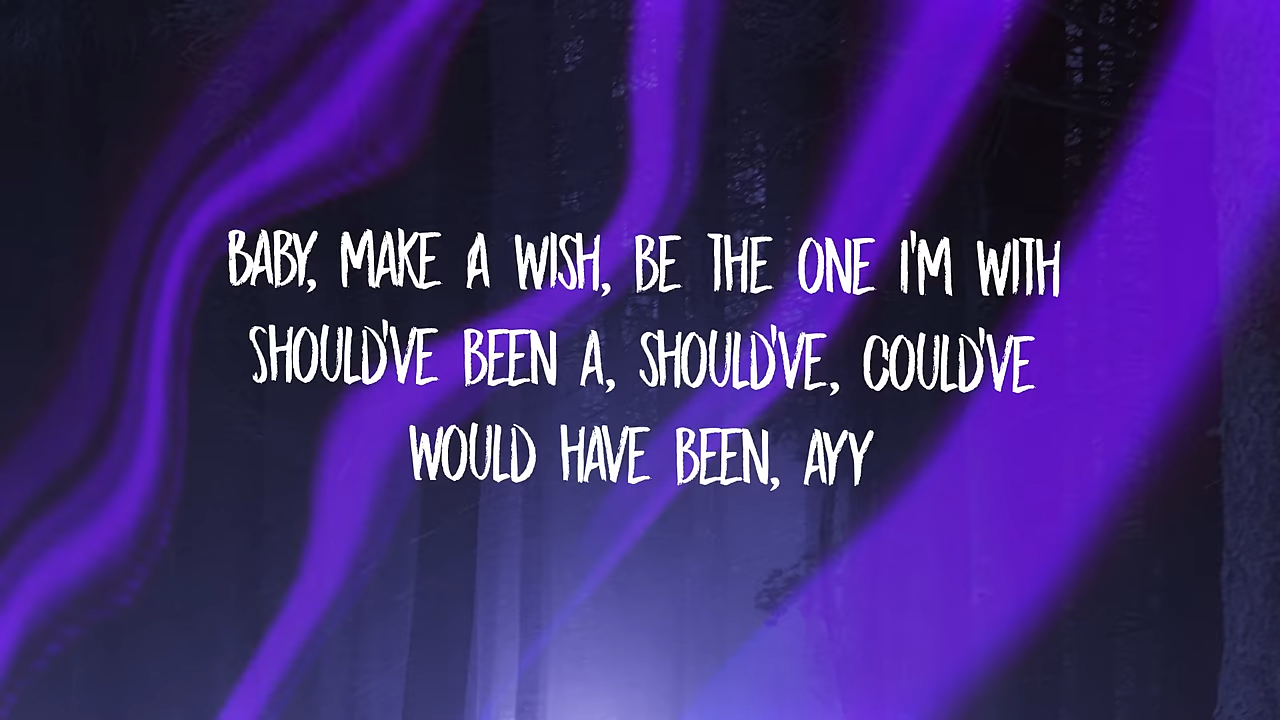 BABY, MAKE A WISH, BE THE ONE I'M WITH
SHOULD'VE BEEN A, SHOULD'VE, COULD'VE
WOULD HAVE BEEN, AYY